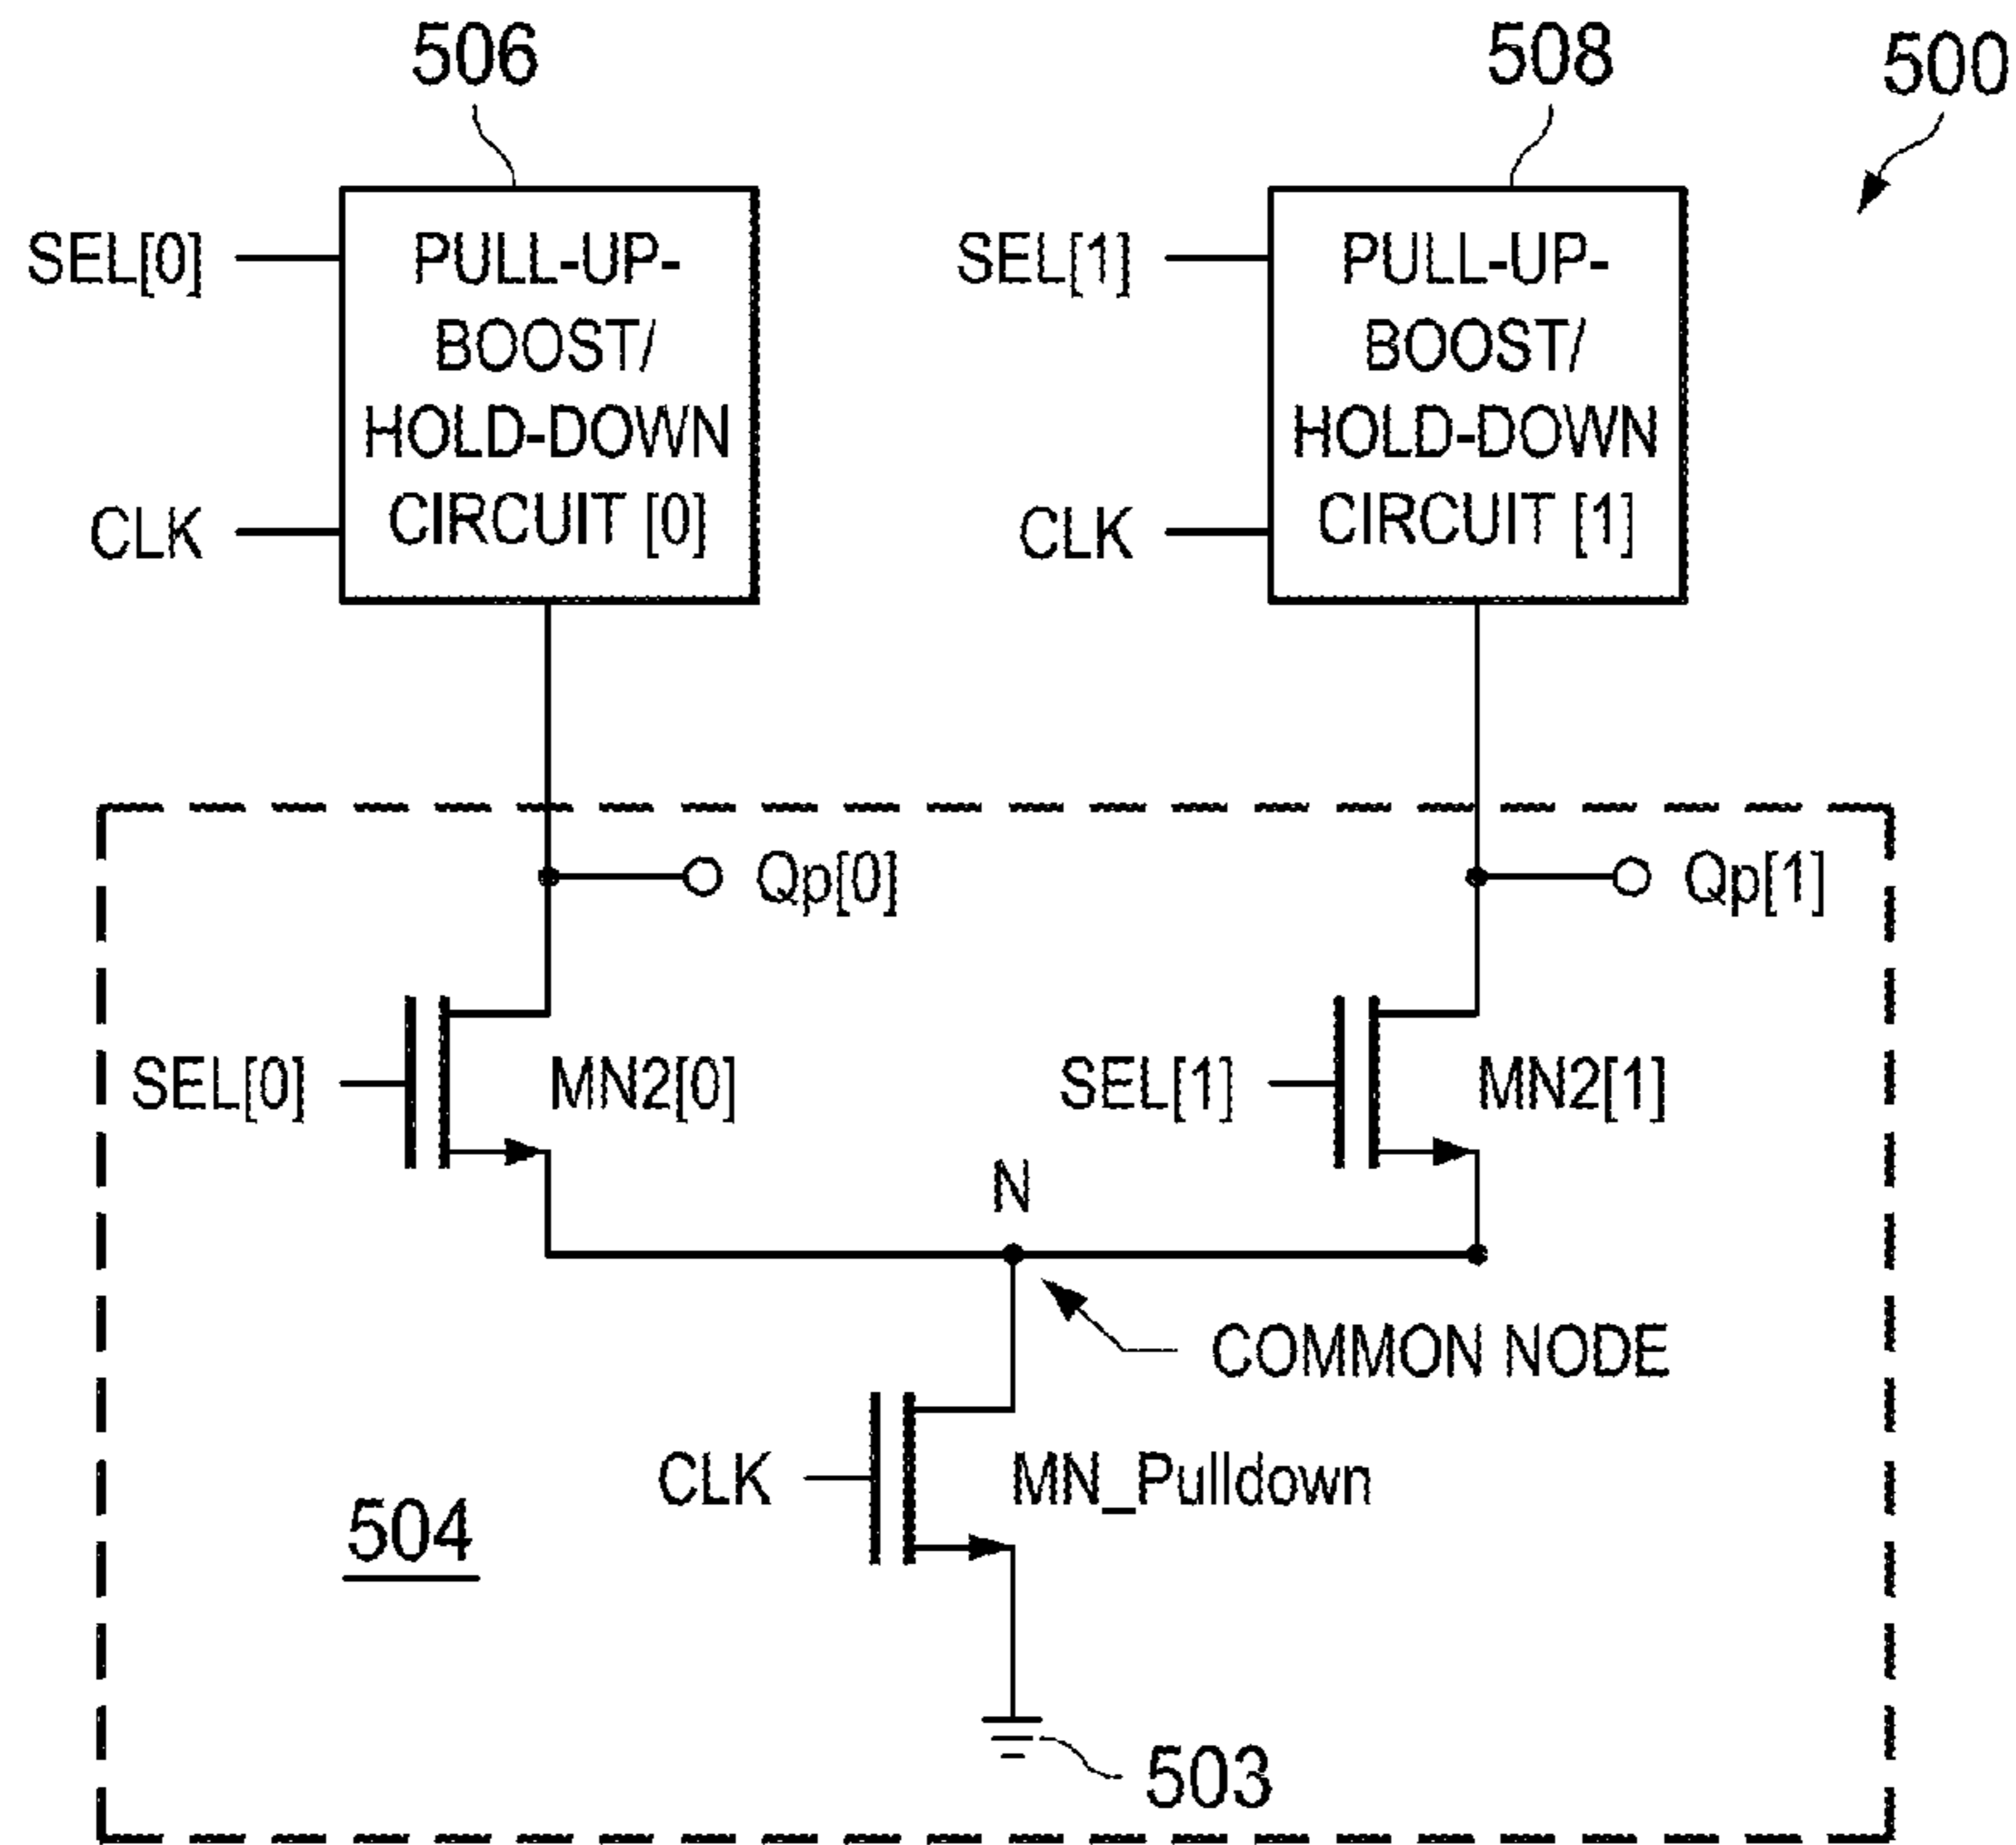 506
508
500
SEL[0]
PULL-UP-
BOOST/
HOLD-DOWN
CIRCUIT [0]
CLK
SEL[1]
PULL-UP-
BOOST/
HOLD-DOWN
CIRCUIT [1]
CLK
Qp[0]
Qp[1]
SEL[0]
MN2[0]
SEL[1]
MN2[1]
N
COMMON NODE
CLK
MN_Pulldown
504
503